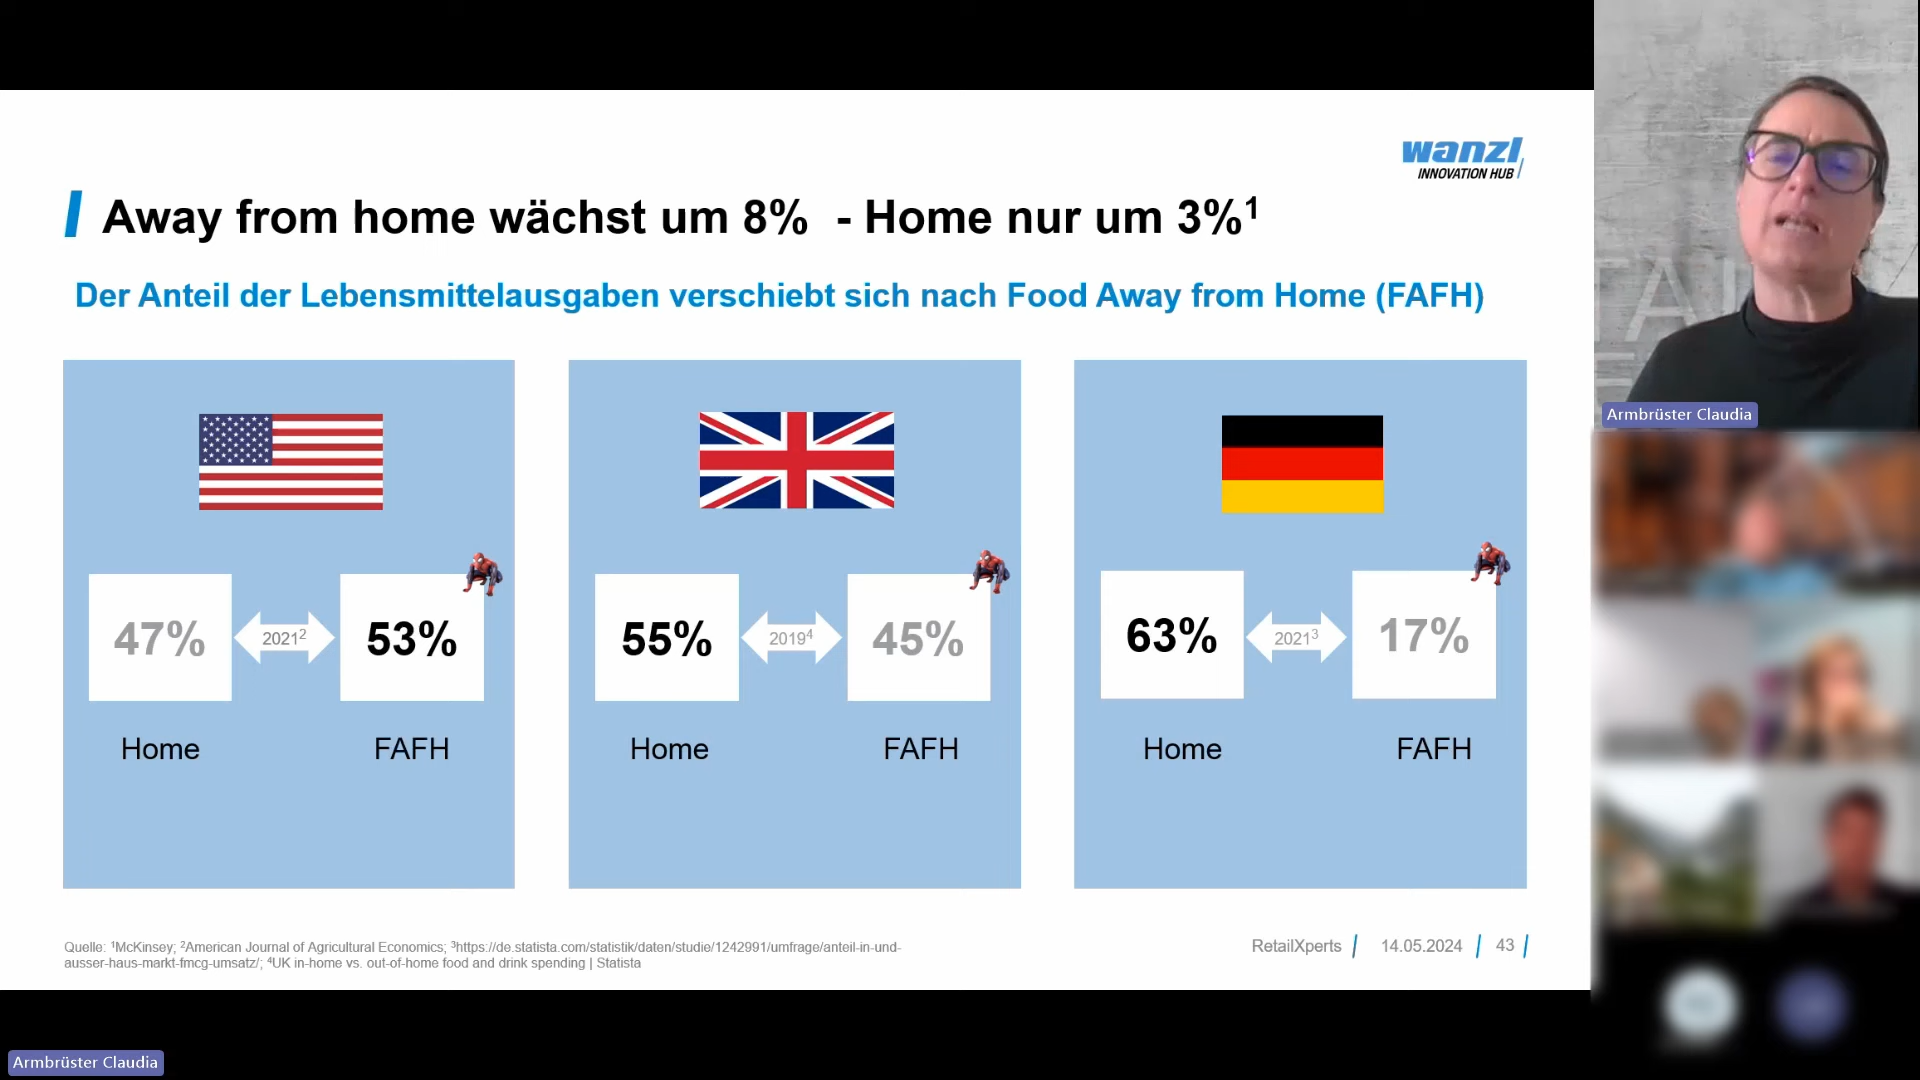 wanzl
INNOVATION HUB
Away from home wächst um 8% - Home nur um 3%¹
Der Anteil der Lebensmittelausgaben verschiebt sich nach Food Away from Home (FAFH)
47%
2021²
53%
Home
FAFH
55%
2019⁴
45%
Home
FAFH
63%
2021³
17%
Home
FAFH
Quelle: ¹McKinsey; ²American Journal of Agricultural Economics; ³https://de.statista.com/statistik/daten/studie/1242991/umfrage/anteil-in-und-
ausser-haus-markt-fmcg-umsatz/; ⁴UK in-home vs. out-of-home food and drink spending | Statista
RetailXperts
14.05.2024
43
Armbrüster Claudia
Armbrüster Claudia